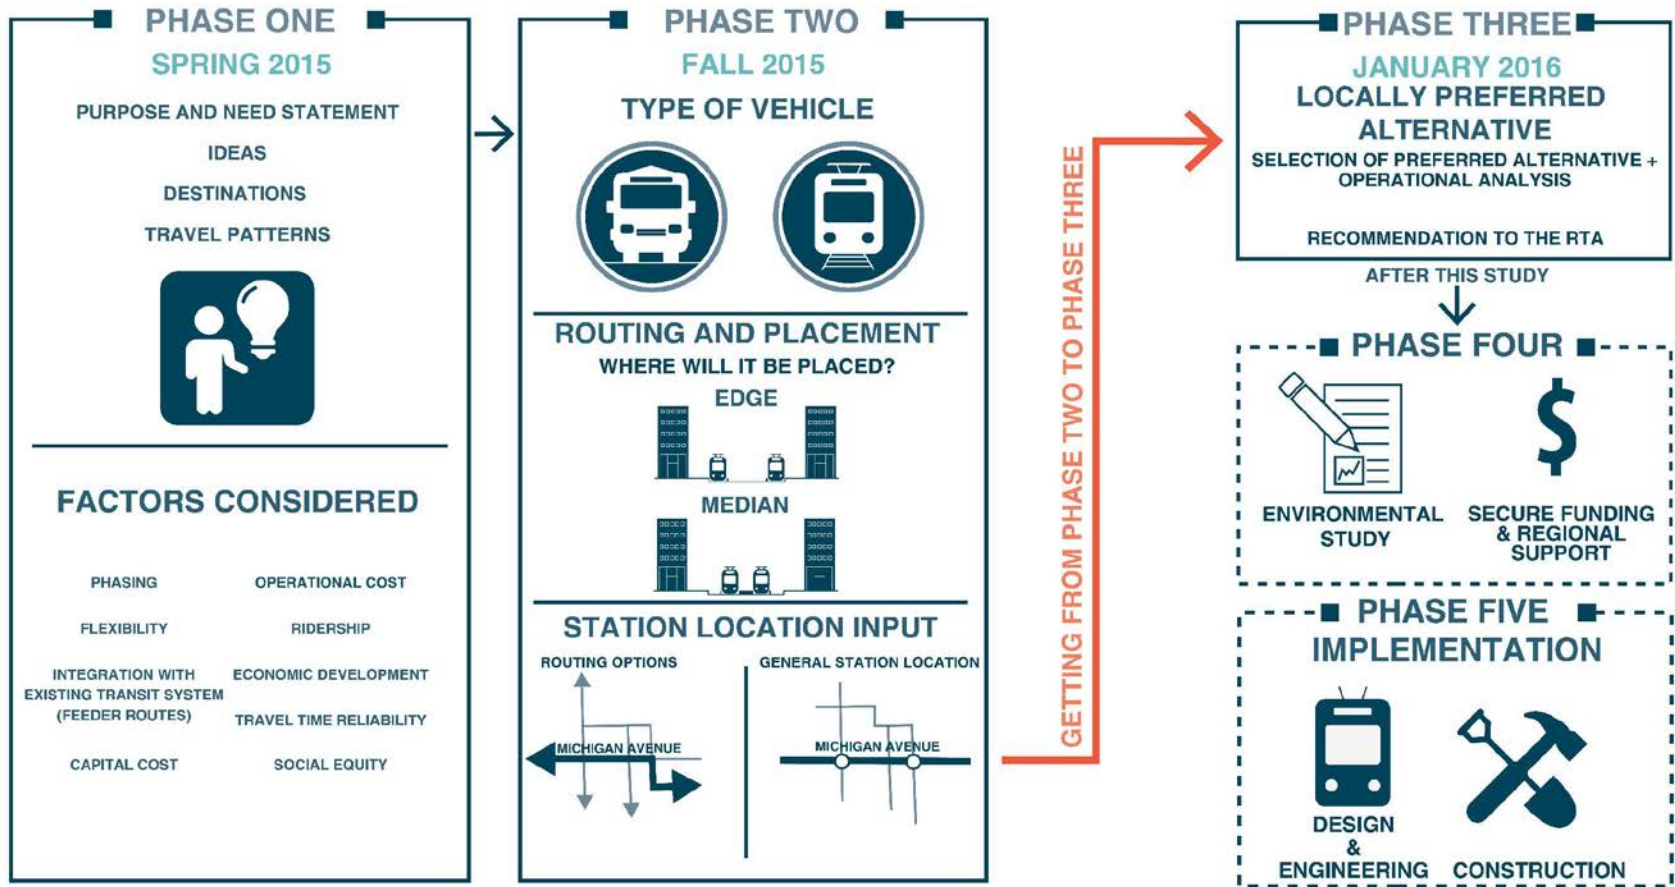 PHASE ONE
SPRING 2015
PURPOSE AND NEED STATEMENT
IDEAS
DESTINATIONS
TRAVEL PATTERNS
FACTORS CONSIDERED
PHASING
OPERATIONAL COST
FLEXIBILITY
RIDERSHIP
INTEGRATION WITH
EXISTING TRANSIT SYSTEM
(FEEDER ROUTES)
ECONOMIC DEVELOPMENT
TRAVEL TIME RELIABILITY
CAPITAL COST
SOCIAL EQUITY
PHASE TWO
FALL 2015
TYPE OF VEHICLE
ROUTING AND PLACEMENT
WHERE WILL IT BE PLACED?
EDGE
MEDIAN
STATION LOCATION INPUT
ROUTING OPTIONS
MICHIGAN AVENUE
GENERAL STATION LOCATION
MICHIGAN AVENUE
GETTING FROM PHASE TWO TO PHASE THREE
PHASE THREE
JANUARY 2016
LOCALLY PREFERRED
ALTERNATIVE
SELECTION OF PREFERRED ALTERNATIVE +
OPERATIONAL ANALYSIS
RECOMMENDATION TO THE RTA
AFTER THIS STUDY
PHASE FOUR
$
ENVIRONMENTAL
STUDY
SECURE FUNDING
& REGIONAL
SUPPORT
PHASE FIVE
IMPLEMENTATION
DESIGN
&
ENGINEERING
CONSTRUCTION